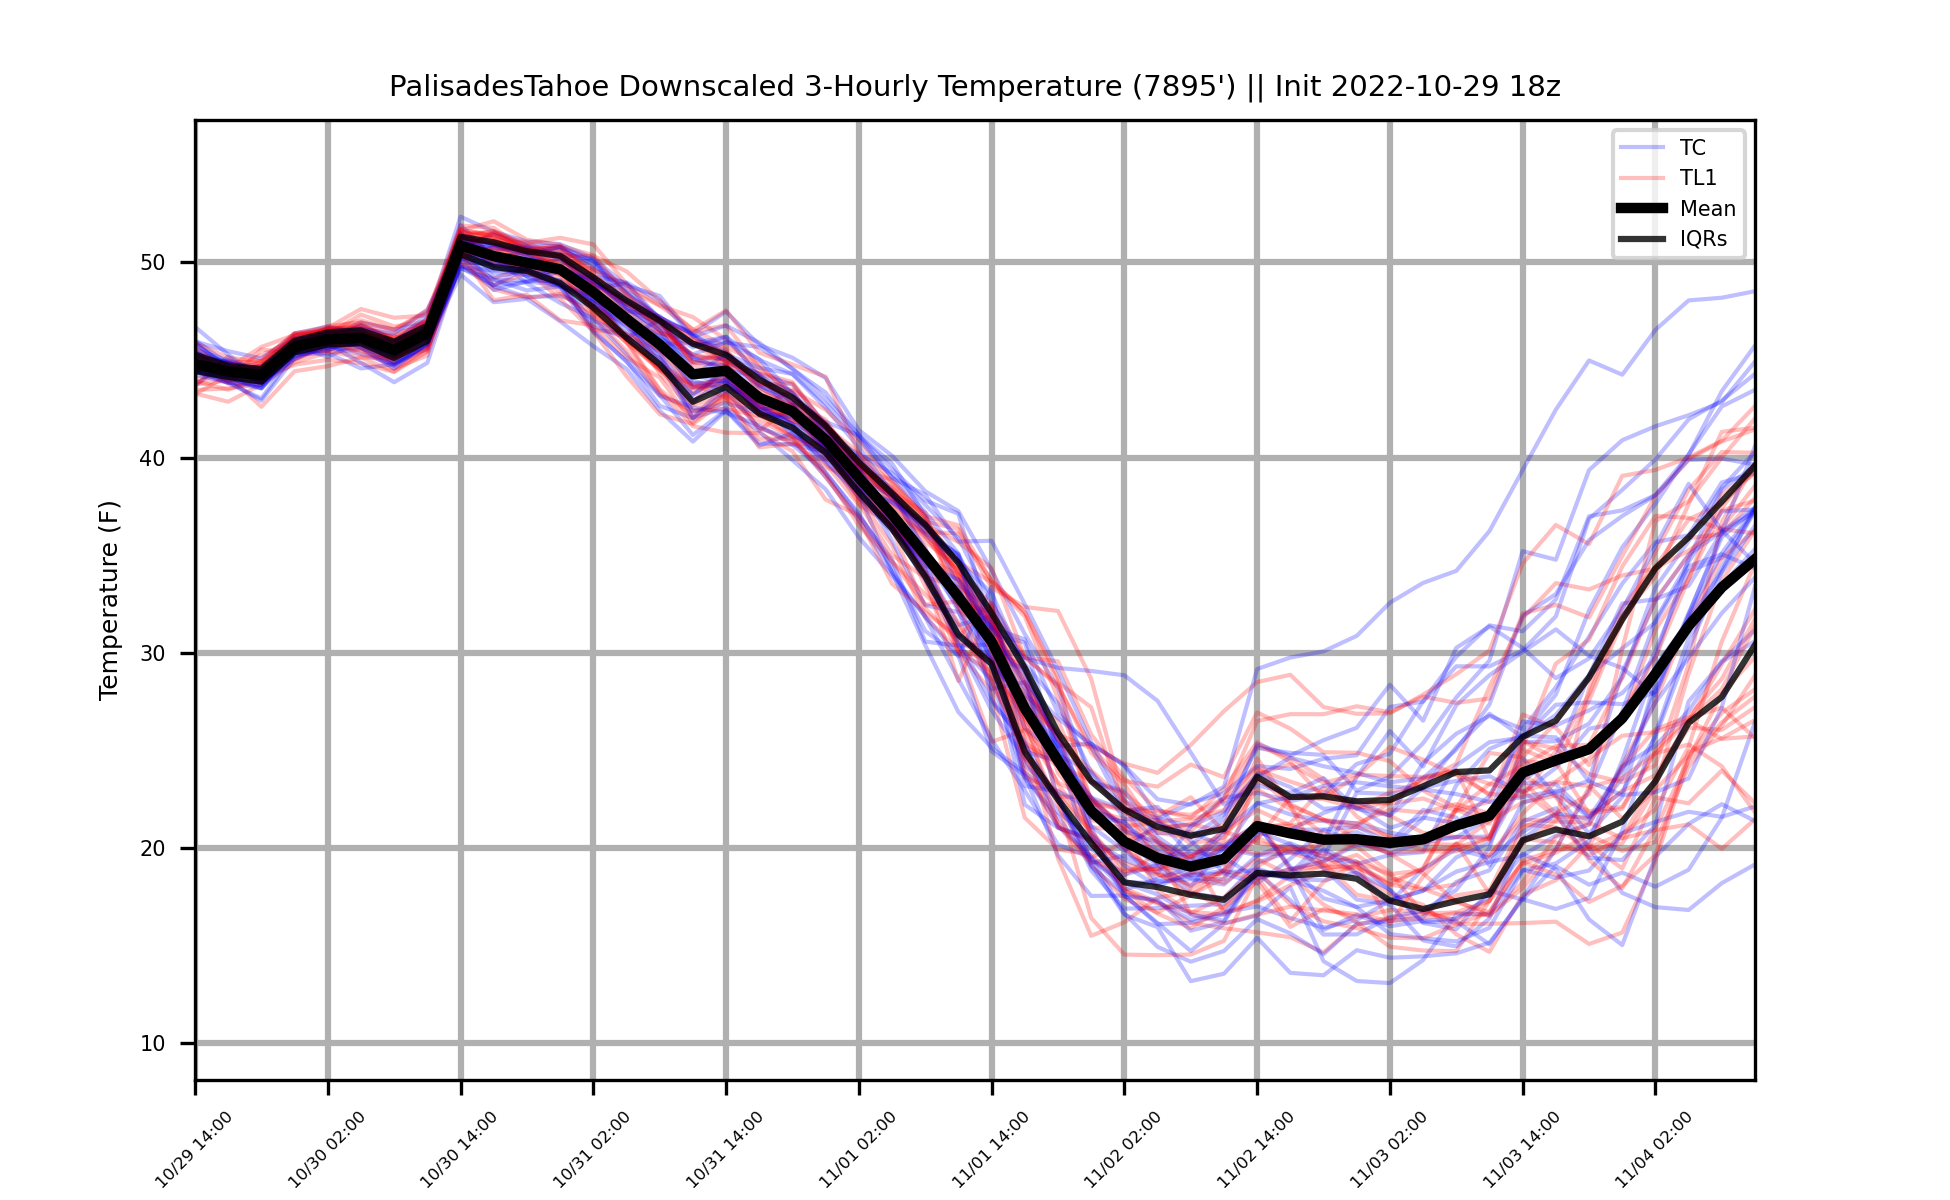 PalisadesTahoe Downscaled 3-Hourly Temperature (7895') || Init 2022-10-29 18z
TC
TL1
Mean
IQRs
Temperature (F)
50
40
30
20
10
10/29 14:00
10/30 02:00
10/30 14:00
10/31 02:00
10/31 14:00
11/01 02:00
11/01 14:00
11/02 02:00
11/02 14:00
11/03 02:00
11/03 14:00
11/04 02:00